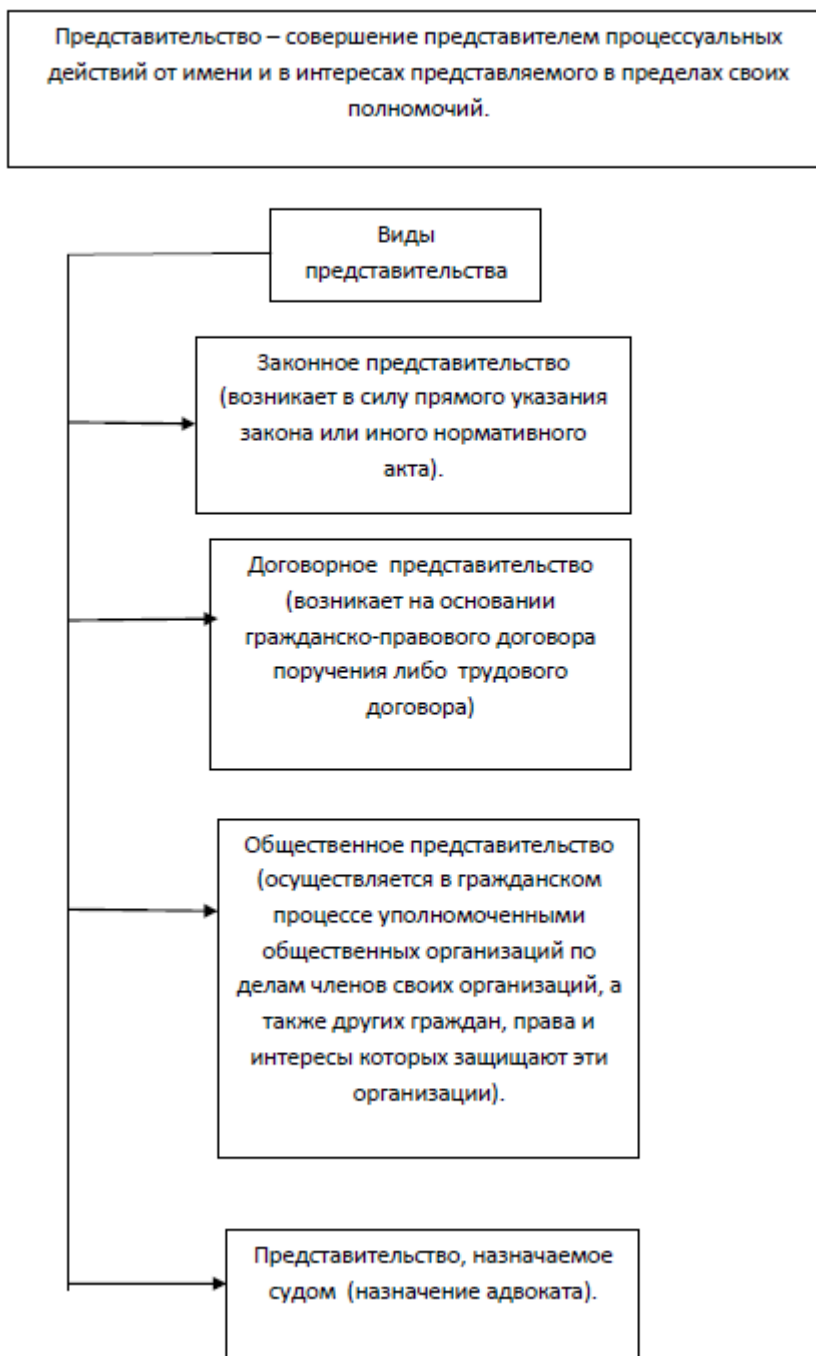 Представительство – совершение представителем процессуальных
действий от имени и в интересах представляемого в пределах своих
полномочий.
Виды
представительства
Законное представительство
(возникает в силу прямого указания
закона или иного нормативного
акта).
Договорное представительство
(возникает на основании
гражданско-правового договора
поручения либо трудового
договора)
Общественное представительство
(осуществляется в гражданском
процессе уполномоченными
общественных организаций по
делам членов своих организаций, а
также других граждан, права и
интересы которых защищают эти
организации).
Представительство, назначаемое
судом (назначение адвоката).